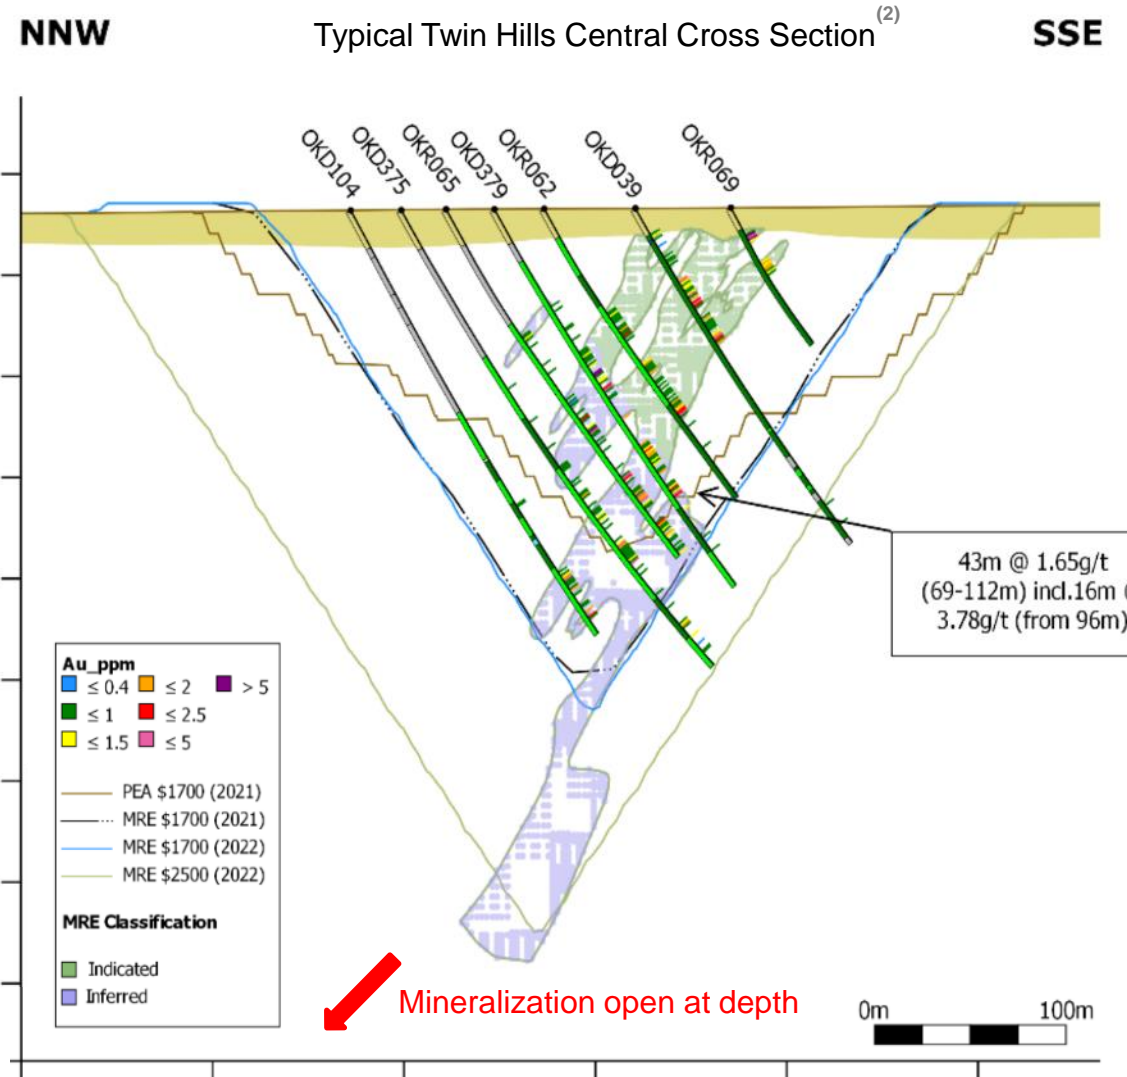 NNW
Typical Twin Hills Central Cross Section (2)
SSE
OKD104
OKD375
OKR065
OKD379
OKR062
OKD039
OKR069
43m @ 1.65g/t
(69-112m) incl.16m
3.78g/t (from 96m)
Au_ppm
≤ 0.4
≤ 2
> 5
≤ 1
≤ 2.5
≤ 1.5
≤ 5
PEA $1700 (2021)
MRE $1700 (2021)
MRE $1700 (2022)
MRE $2500 (2022)
MRE Classification
Indicated
Inferred
Mineralization open at depth
0m
100m